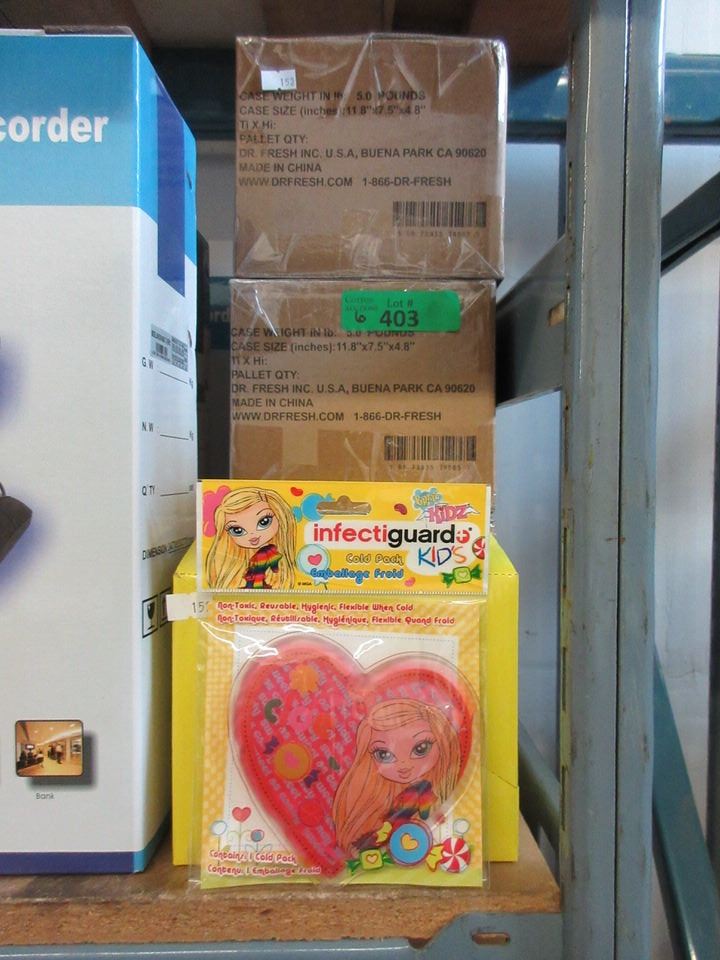 corder
G.W
Kg
N.W
Kg
Q'TY
DIMENSION
Bank
152
CASE WEIGHT IN lb: 5.0 POUNDS
CASE SIZE (inches):11.8"x7.5"x4.8"
Ti X Hi:
PALLET QTY:
DR. FRESH INC. U.S.A, BUENA PARK CA 90620
MADE IN CHINA
WWW.DRFRESH.COM 1-866-DR-FRESH
Lot #
6 403
CASE WEIGHT IN lb: 5.0 POUNDS
CASE SIZE (inches):11.8"x7.5"x4.8"
Ti X Hi:
PALLET QTY:
DR. FRESH INC. U.S.A, BUENA PARK CA 90620
MADE IN CHINA
WWW.DRFRESH.COM 1-866-DR-FRESH
Kidz
infectiguard
KID'S
Cold Pack
Emballage Froid
© MGA
Non-Toxic, Reusable, Hygienic, Flexible When Cold
Non-Toxique, Réutilisable, Hygiénique, Flexible Quand Froid
Contains: 1 Cold Pack
Contenu: 1 Emballage Froid